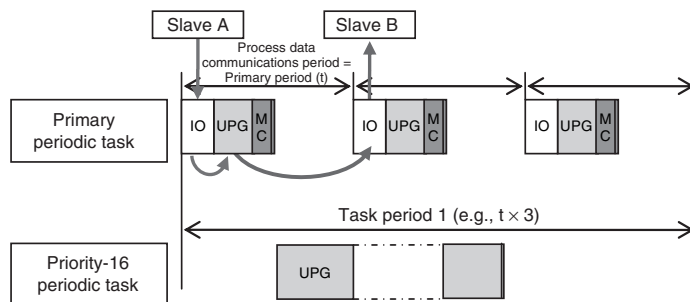 Slave A
Slave B
Process data
communications period =
Primary period (t)
Primary
periodic task
IO
UPG
M
C
IO
UPG
M
C
IO
UPG
M
C
Task period 1 (e.g., t × 3)
Priority-16
periodic task
UPG